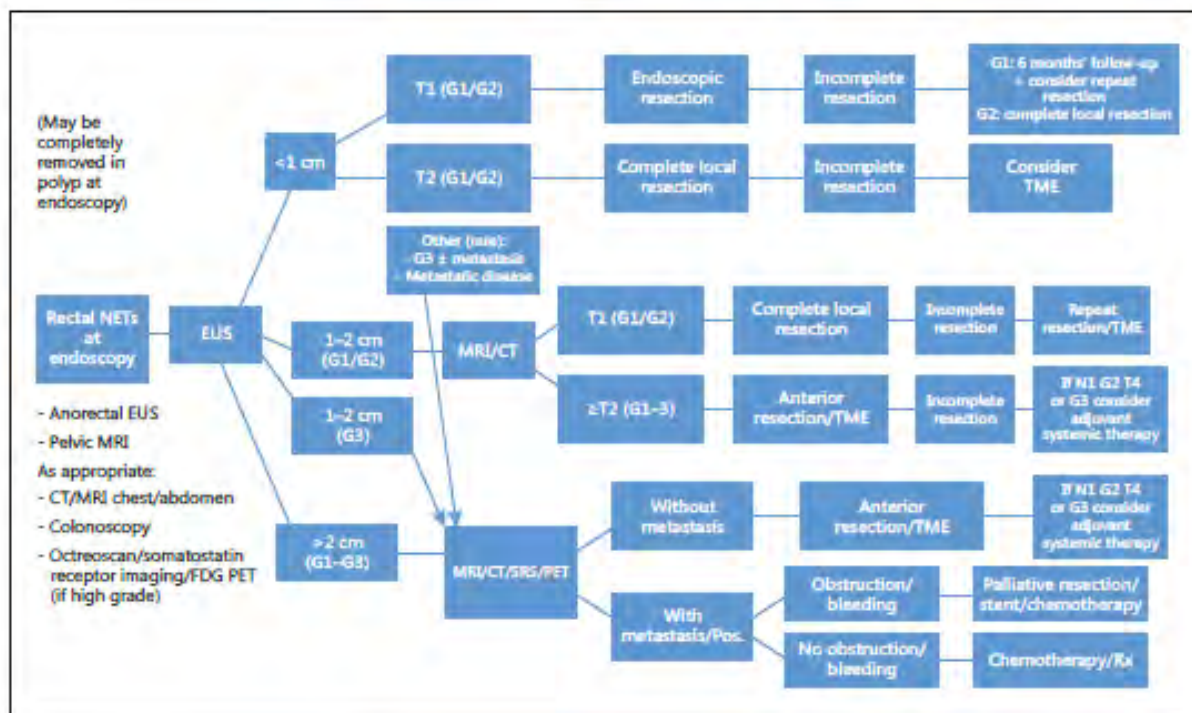 (May be
completely
removed in
polyp at
endoscopy)
<1 cm
T1 (G1/G2)
Endoscopic
resection
Incomplete
resection
G1: 6 months' follow-up
+ consider repeat
resection
G2: complete local resection
T2 (G1/G2)
Complete local
resection
Incomplete
resection
Consider
TME
Other (rare):
- G3 ± metastasis
- Metastatic disease
Rectal NETs
at
endoscopy
EUS
1–2 cm
(G1/G2)
MRI/CT
T1 (G1/G2)
Complete local
resection
Incomplete
resection
Repeat
resection/TME
≥T2 (G1–3)
Anterior
resection/TME
Incomplete
resection
If N1 G2 T4
or G3 consider
adjuvant
systemic therapy
1–2 cm
(G3)
- Anorectal EUS
- Pelvic MRI
As appropriate:
- CT/MRI chest/abdomen
- Colonoscopy
- Octreoscan/somatostatin
receptor imaging/FDG PET
(if high grade)
>2 cm
(G1–G3)
MRI/CT/SRS/PET
Without
metastasis
Anterior
resection/TME
If N1 G2 T4
or G3 consider
adjuvant
systemic therapy
With
metastasis/Pos.
Obstruction/
bleeding
Palliative resection/
stent/chemotherapy
No obstruction/
bleeding
Chemotherapy/Rx